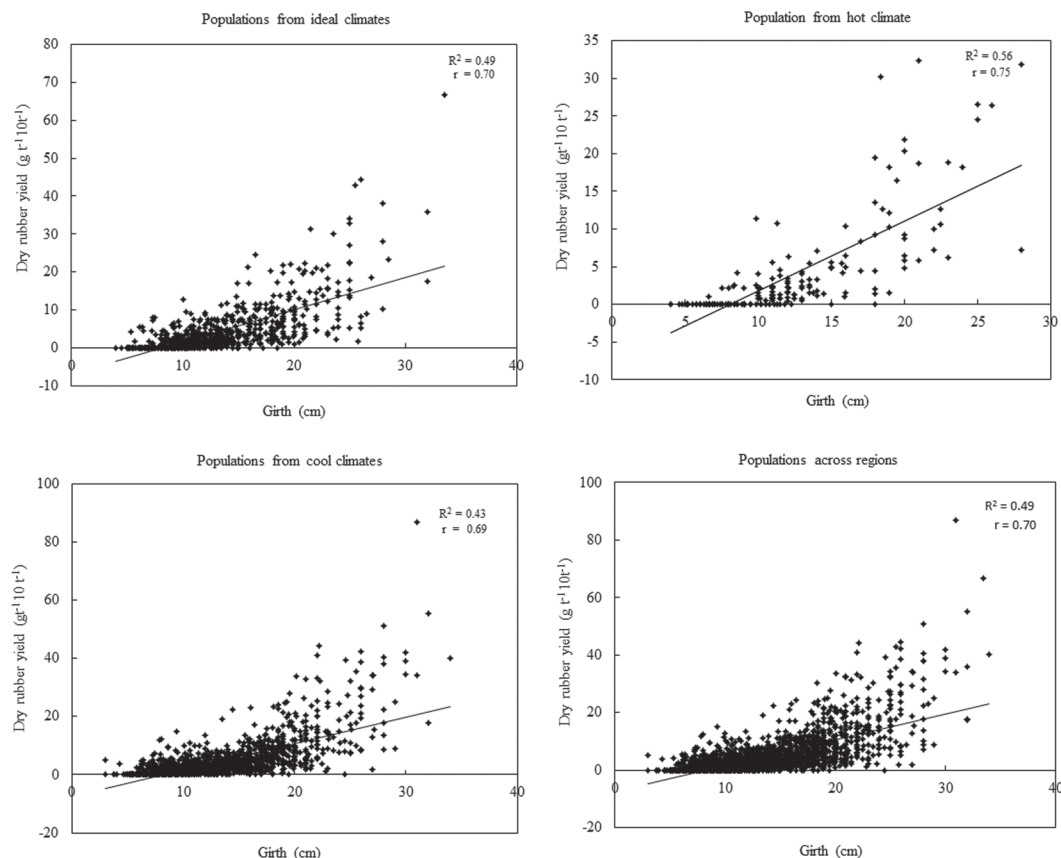 Populations from ideal climates
80
70
60
50
40
30
20
10
0
-10
0
10
20
30
40
R² = 0.49
r = 0.70
Dry rubber yield (g t⁻¹10t⁻¹)
Girth (cm)
Population from hot climate
35
30
25
20
15
10
5
0
-5
-10
0
5
10
15
20
25
30
R² = 0.56
r = 0.75
Dry rubber yield (gt⁻¹10 t⁻¹)
Girth (cm)
Populations from cool climates
100
80
60
40
20
0
-20
0
10
20
30
40
R² = 0.43
r = 0.69
Dry rubber yield (gt⁻¹10 t⁻¹)
Girth (cm)
Populations across regions
100
80
60
40
20
0
-20
0
10
20
30
40
R² = 0.49
r = 0.70
Dry rubber yield (g t⁻¹10t⁻¹)
Girth (cm)